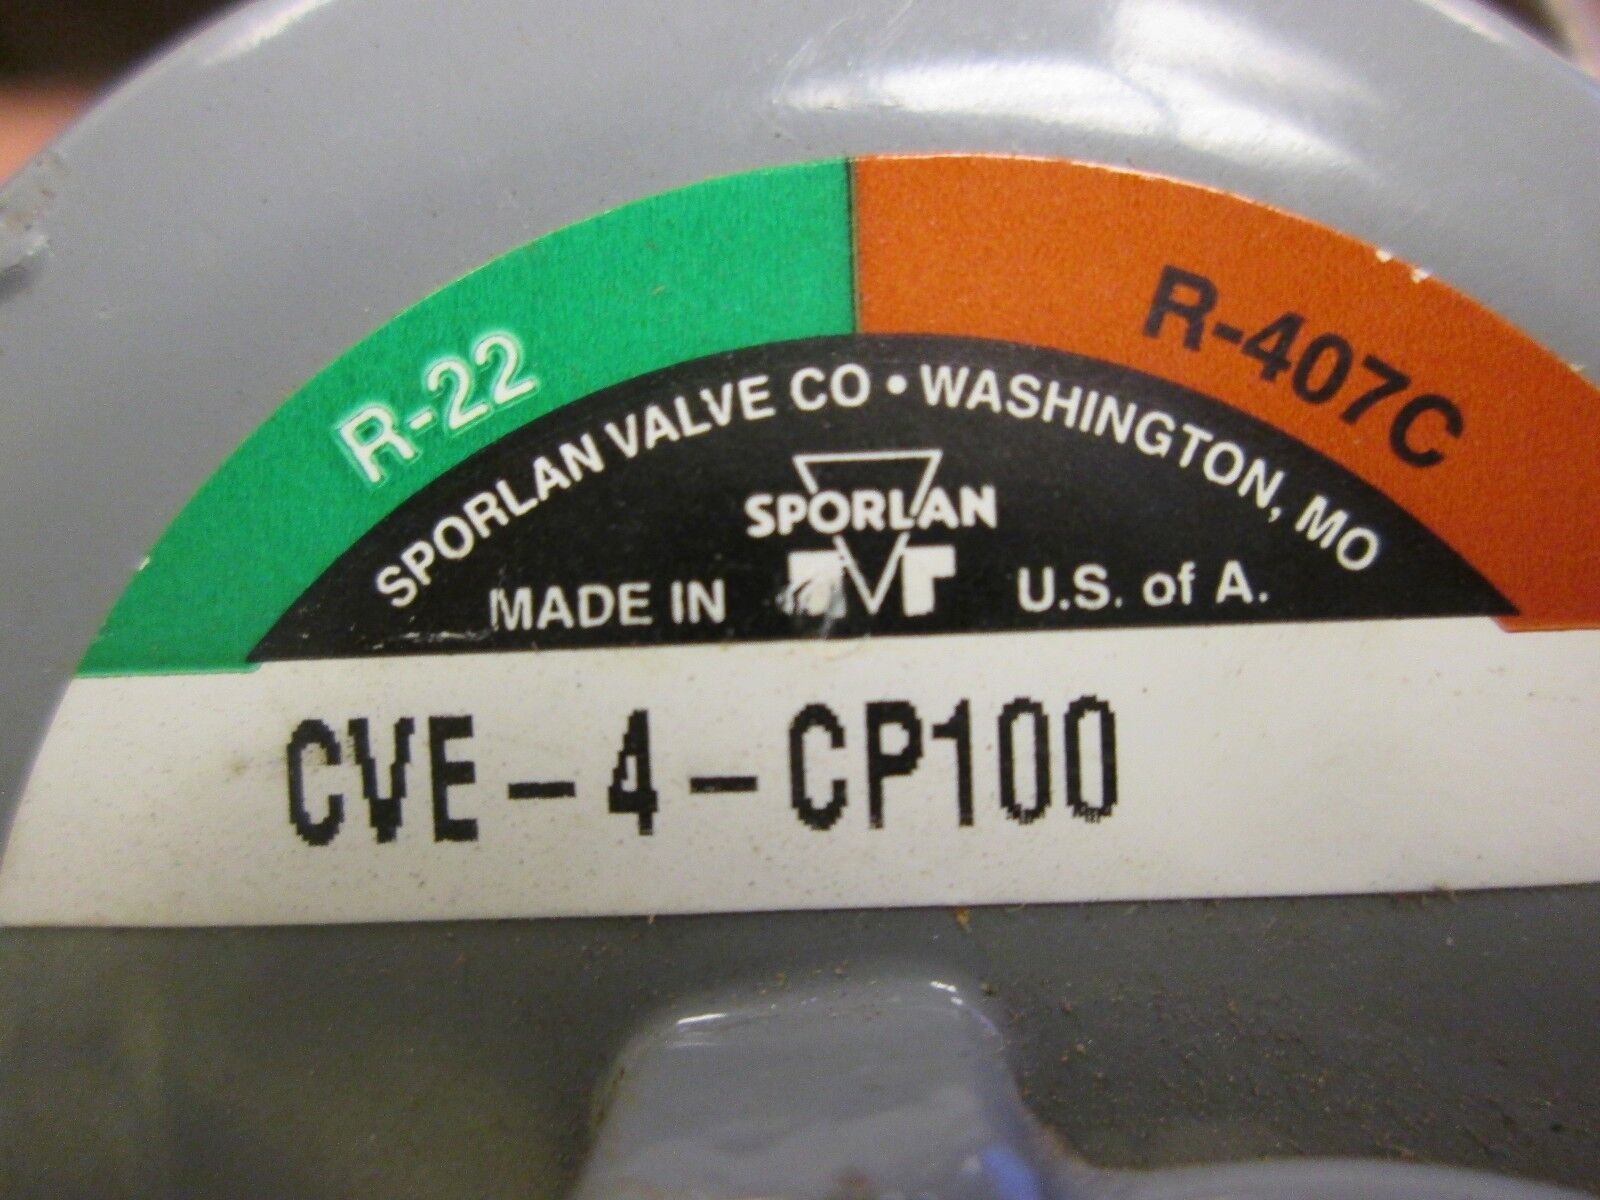 R-22
R-407C
SPORLAN VALVE CO • WASHINGTON, MO
SPORLAN
MADE IN
U.S. of A.
CVE-4-CP100